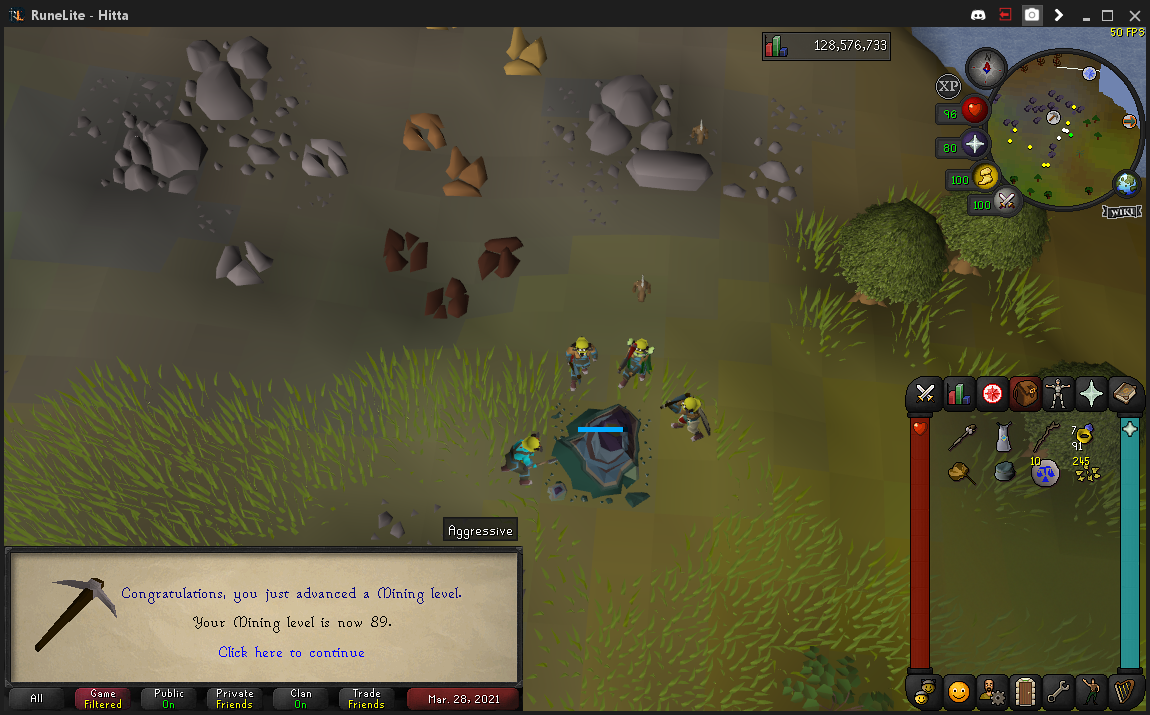 RuneLite - Hitta
50 FPS
128,576,733
XP
96
80
100
100
WIKI
7
91
10
245
Aggressive
Congratulations, you just advanced a Mining level.
Your Mining level is now 89.
Click here to continue
All
Game
Filtered
Public
On
Private
Friends
Clan
On
Trade
Friends
Mar. 28, 2021